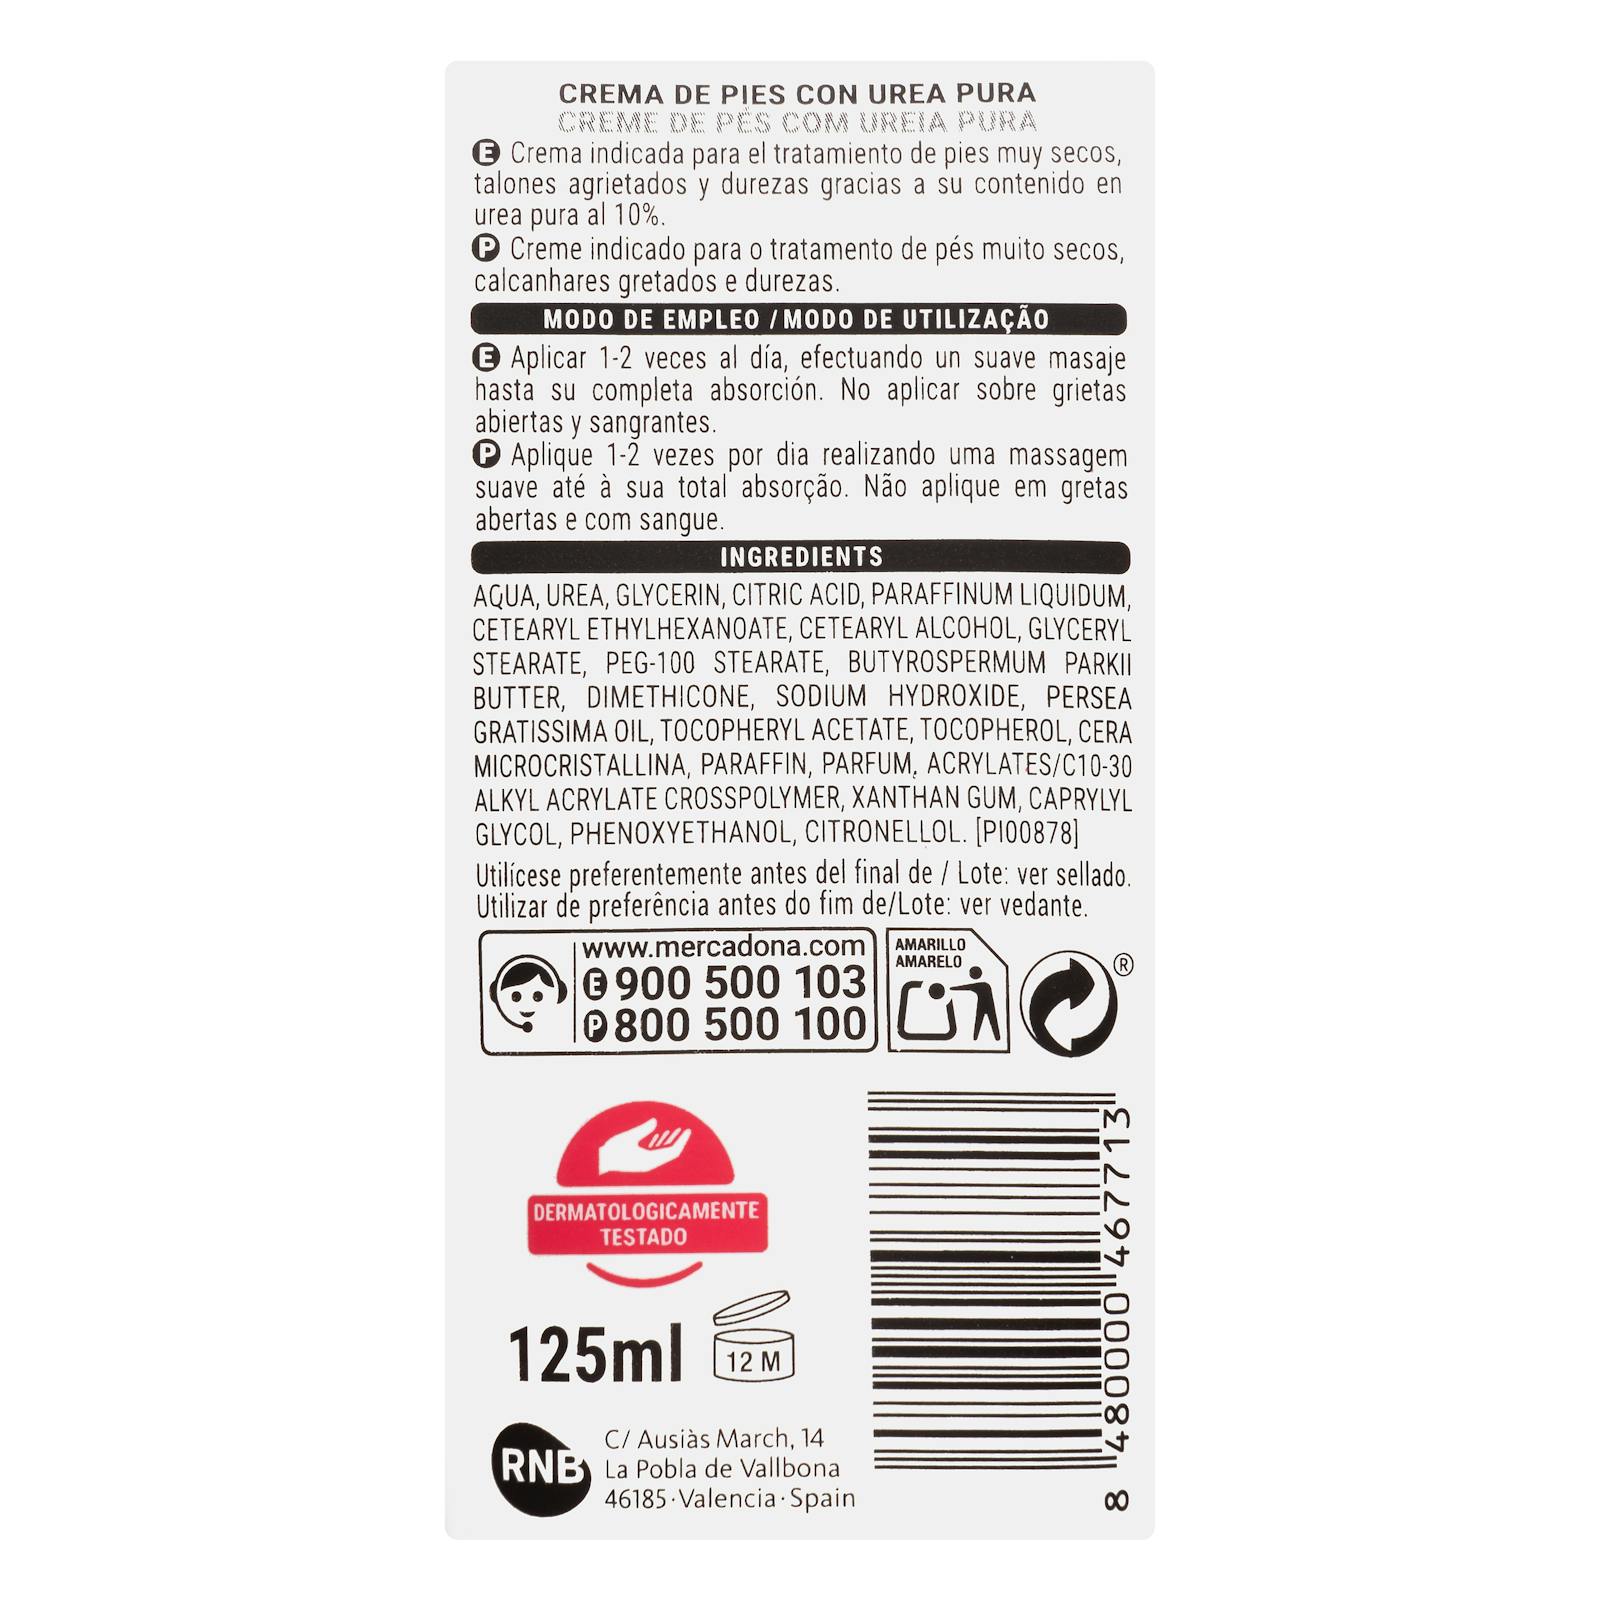 CREMA DE PIES CON UREA PURA
CREME DE PÉS COM UREIA PURA
E Crema indicada para el tratamiento de pies muy secos,
talones agrietados y durezas gracias a su contenido en
urea pura al 10%.
P Creme indicado para o tratamento de pés muito secos,
calcanhares gretados e durezas.
MODO DE EMPLEO / MODO DE UTILIZAÇÃO
E Aplicar 1-2 veces al día, efectuando un suave masaje
hasta su completa absorción. No aplicar sobre grietas
abiertas y sangrantes.
P Aplique 1-2 vezes por dia realizando uma massagem
suave até à sua total absorção. Não aplique em gretas
abertas e com sangue.
INGREDIENTS
AQUA, UREA, GLYCERIN, CITRIC ACID, PARAFFINUM LIQUIDUM,
CETEARYL ETHYLHEXANOATE, CETEARYL ALCOHOL, GLYCERYL
STEARATE, PEG-100 STEARATE, BUTYROSPERMUM PARKII
BUTTER, DIMETHICONE, SODIUM HYDROXIDE, PERSEA
GRATISSIMA OIL, TOCOPHERYL ACETATE, TOCOPHEROL, CERA
MICROCRISTALLINA, PARAFFIN, PARFUM, ACRYLATES/C10-30
ALKYL ACRYLATE CROSSPOLYMER, XANTHAN GUM, CAPRYLYL
GLYCOL, PHENOXYETHANOL, CITRONELLOL. [PI00878]
Utilícese preferentemente antes del final de / Lote: ver sellado.
Utilizar de preferência antes do fim de/Lote: ver vedante.
www.mercadona.com
E 900 500 103
P 800 500 100
AMARILLO
AMARELO
®
DERMATOLOGICAMENTE
TESTADO
125ml
12 M
RNB
C/ Ausiàs March, 14
La Pobla de Vallbona
46185·Valencia·Spain
8 480000 467713